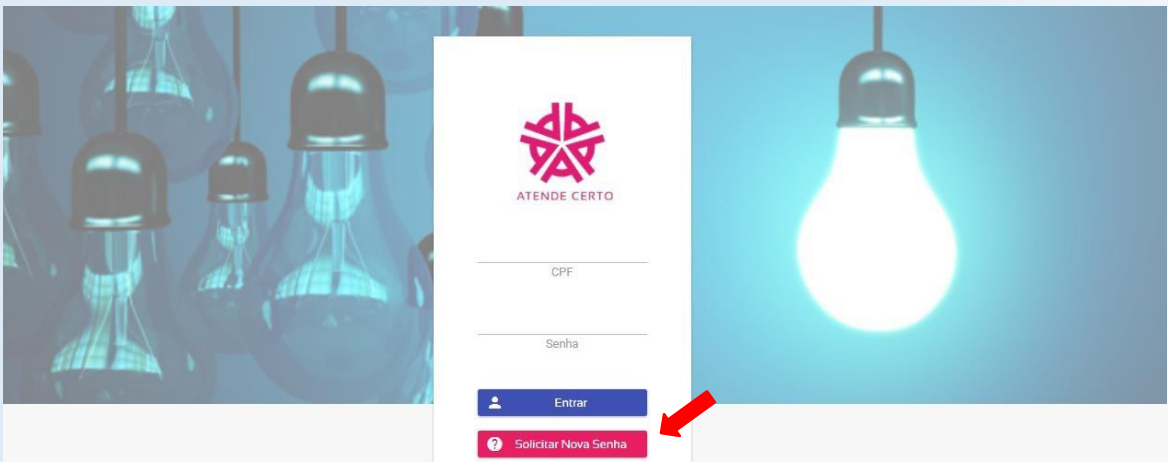 ATENDE CERTO
CPF
Senha
Entrar
Solicitar Nova Senha